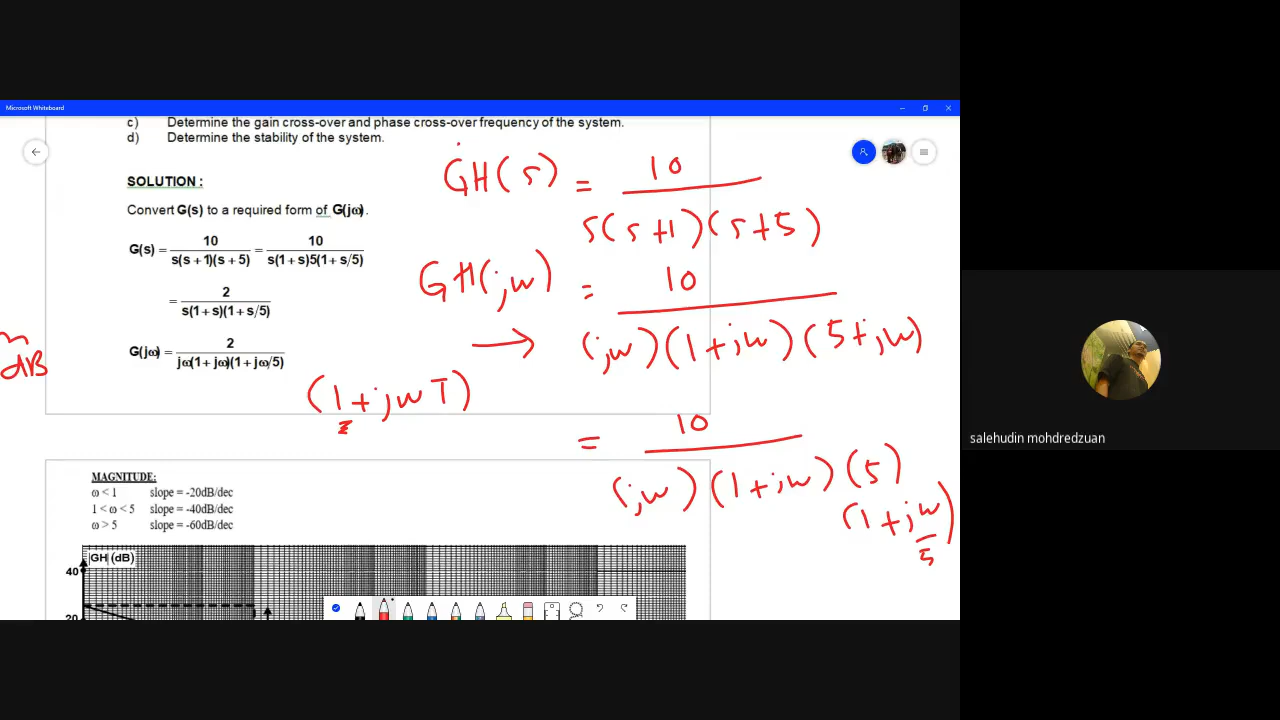 Microsoft Whiteboard
c) Determine the gain cross-over and phase cross-over frequency of the system.
d) Determine the stability of the system.
SOLUTION :
Convert G(s) to a required form of G(jω).
G(s) = 10 / s(s+1)(s+5) = 10 / s(1+s)5(1+s/5)
= 2 / s(1+s)(1+s/5)
G(jω) = 2 / jω(1+jω)(1+jω/5)
dB
(1+jwT)
GH(s) = 10 / s(s+1)(s+5)
GH(jw) = 10 / (jw)(1+jw)(5+jw)
= 10 / (jw)(1+jw)(5)
(1+jw/5)
MAGNITUDE:
ω < 1 slope = -20dB/dec
1 < ω < 5 slope = -40dB/dec
ω > 5 slope = -60dB/dec
|GH|(dB)
40
20
salehudin mohdredzuan